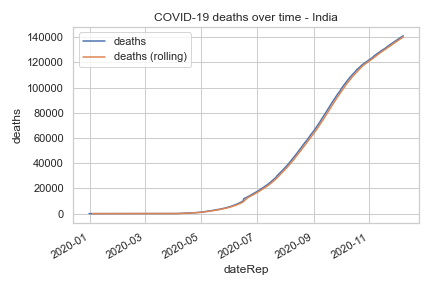 COVID-19 deaths over time - India
deaths
deaths (rolling)
140000
120000
100000
80000
60000
40000
20000
0
deaths
2020-01
2020-03
2020-05
2020-07
2020-09
2020-11
dateRep